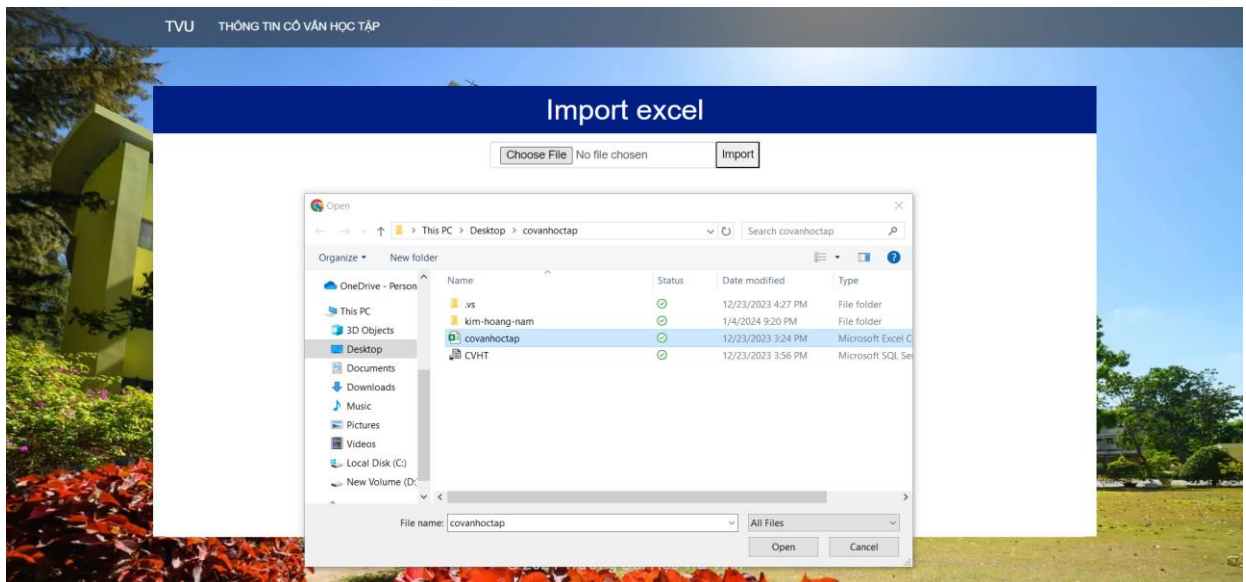 TVU THÔNG TIN CỐ VẤN HỌC TẬP
Import excel
Choose File No file chosen Import
Open
This PC > Desktop > covanhoctap Search covanhoctap
Organize New folder
Name Status Date modified Type
OneDrive - Person
This PC
3D Objects
Desktop
Documents
Downloads
Music
Pictures
Videos
Local Disk (C:)
New Volume (D:
.vs 12/23/2023 4:27 PM File folder
kim-hoang-nam 1/4/2024 9:20 PM File folder
covanhoctap 12/23/2023 3:24 PM Microsoft Excel C
CVHT 12/23/2023 3:56 PM Microsoft SQL Se
File name: covanhoctap All Files
Open Cancel